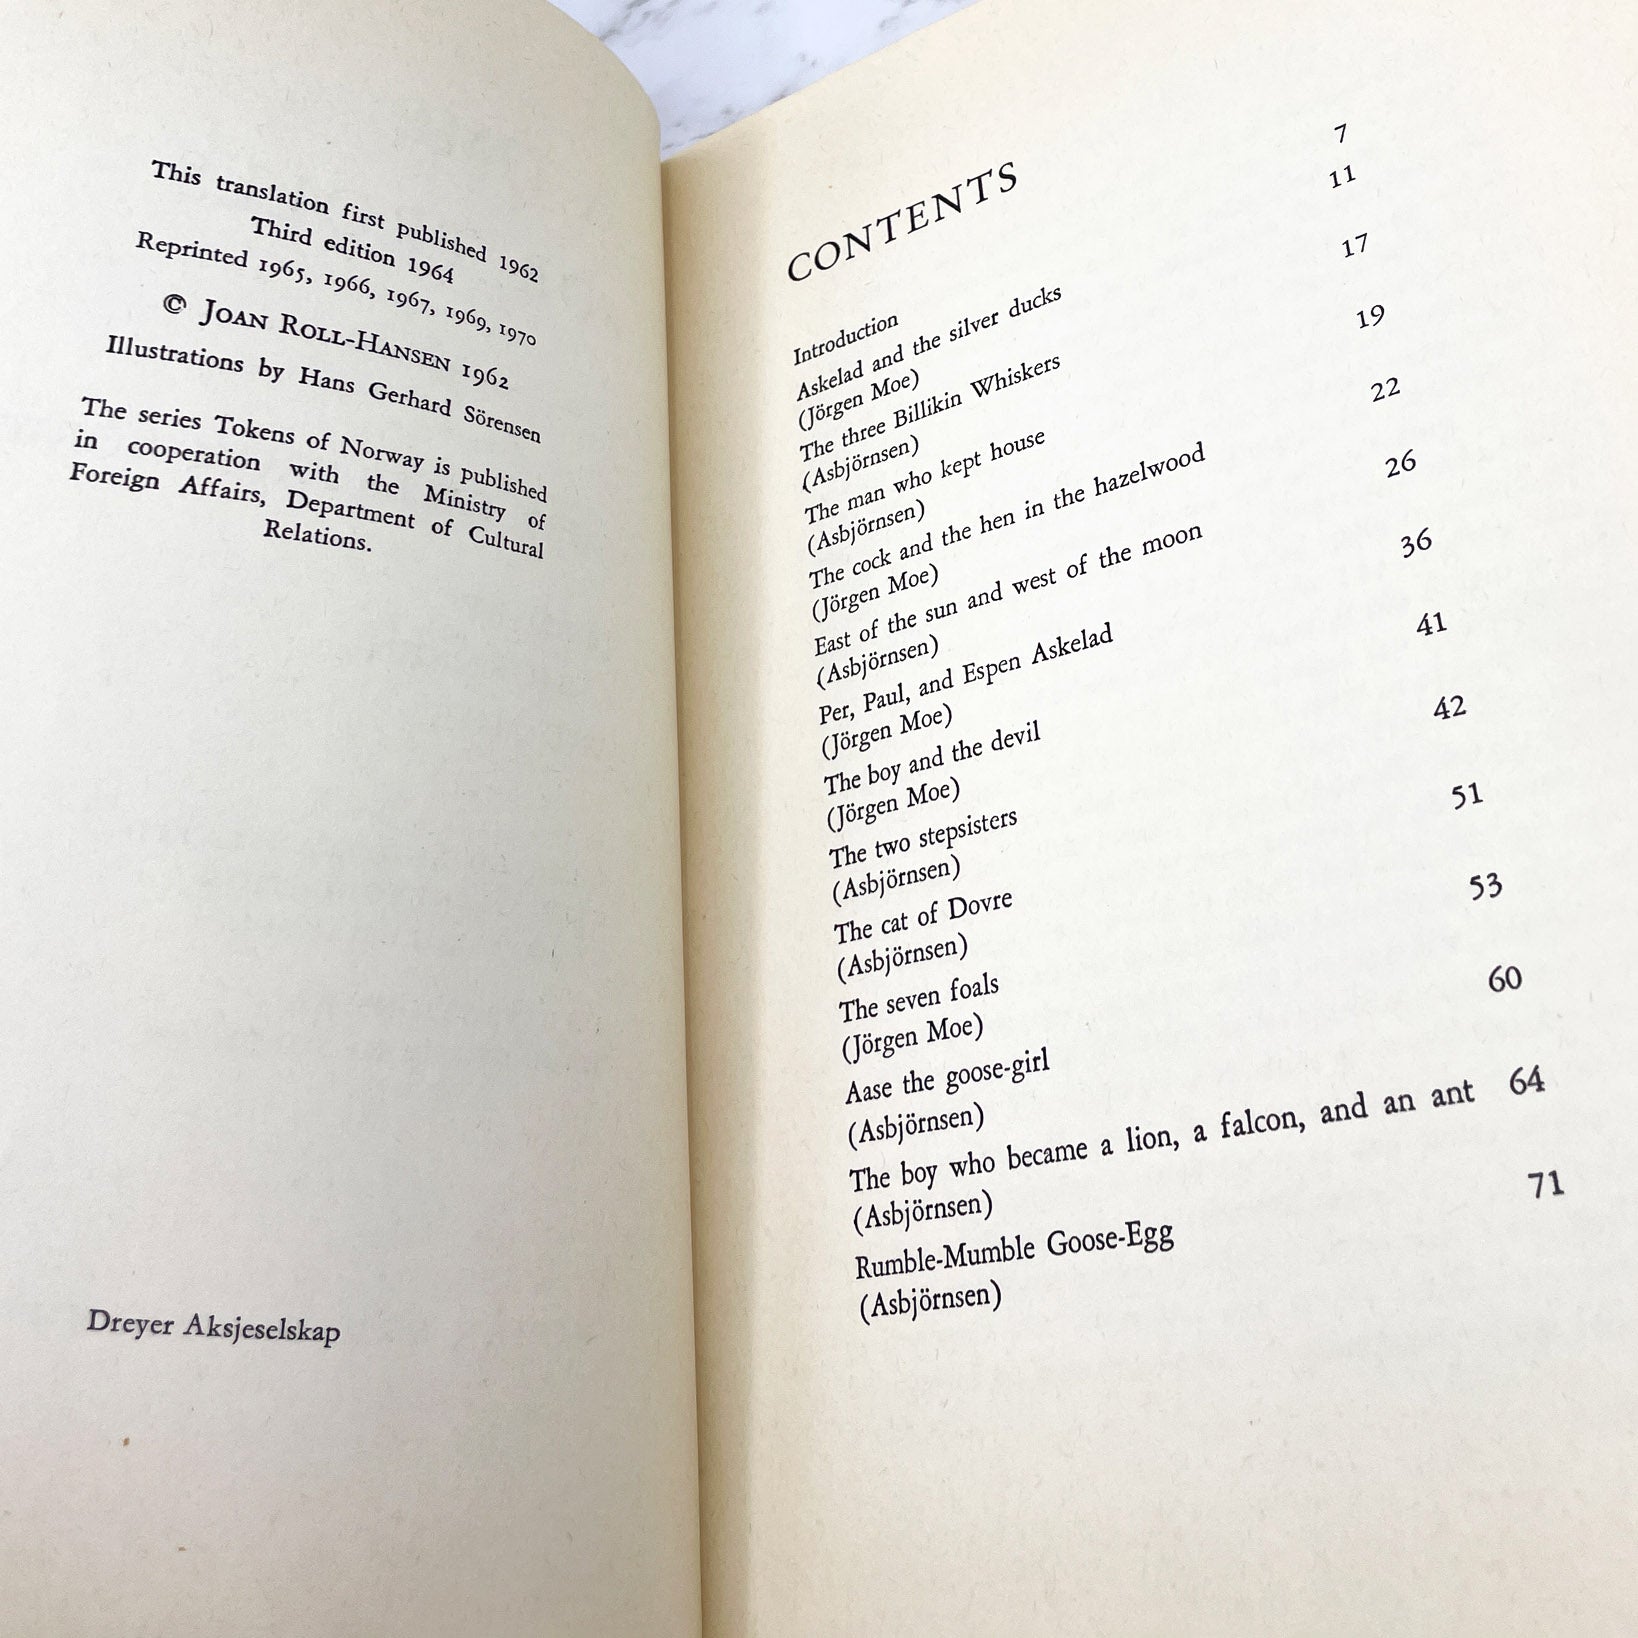 This translation first published 1962
Third edition 1964
Reprinted 1965, 1966, 1967, 1969, 1970
© JOAN ROLL-HANSEN 1962
Illustrations by Hans Gerhard Sörensen
The series Tokens of Norway is published
in cooperation with the Ministry of
Foreign Affairs, Department of Cultural
Relations.
Dreyer Aksjeselskap
CONTENTS
Introduction 7
Askelad and the silver ducks 11
(Jörgen Moe)
The three Billikin Whiskers 17
(Asbjörnsen)
The man who kept house 19
(Asbjörnsen)
The cock and the hen in the hazelwood 22
(Jörgen Moe)
East of the sun and west of the moon 26
(Asbjörnsen)
Per, Paul, and Espen Askelad 36
(Jörgen Moe)
The boy and the devil 41
(Jörgen Moe)
The two stepsisters 42
(Asbjörnsen)
The cat of Dovre 51
(Asbjörnsen)
The seven foals 53
(Jörgen Moe)
Aase the goose-girl 60
(Asbjörnsen)
The boy who became a lion, a falcon, and an ant 64
(Asbjörnsen)
Rumble-Mumble Goose-Egg 71
(Asbjörnsen)